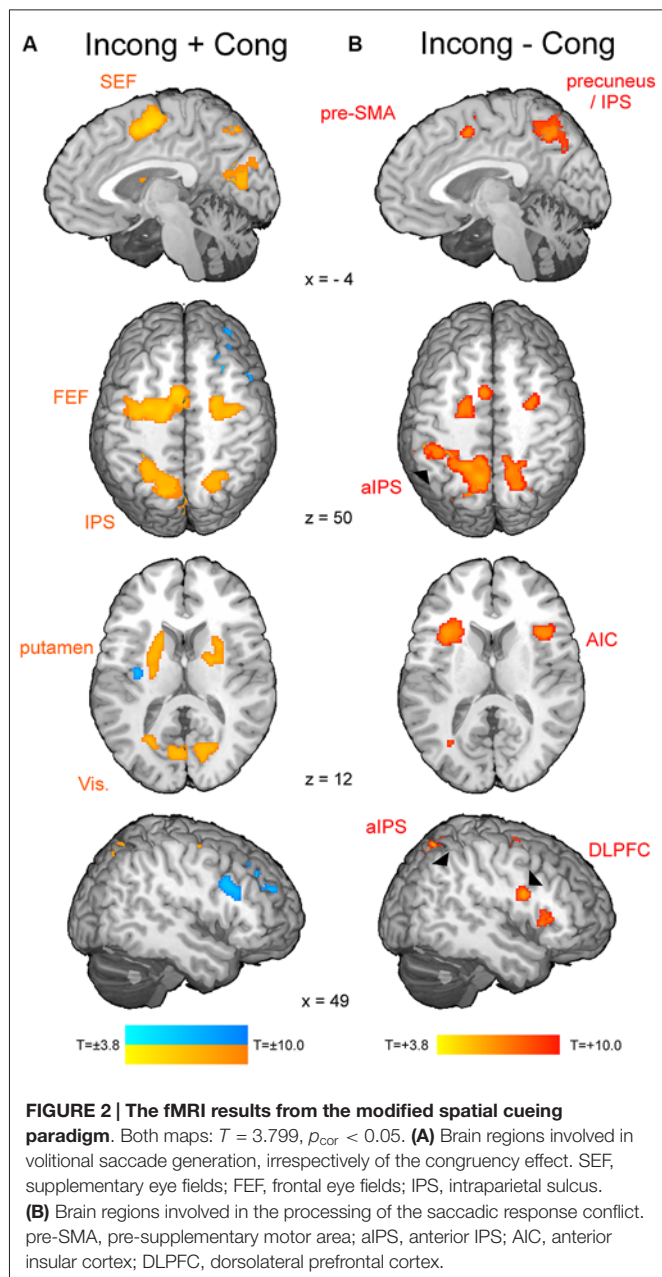 A Incong + Cong
B Incong - Cong
SEF
pre-SMA
precuneus
/ IPS
x = - 4
FEF
IPS
aIPS
z = 50
putamen
Vis.
AIC
z = 12
aIPS
DLPFC
x = 49
T=±3.8 T=±10.0
T=+3.8 T=+10.0
FIGURE 2 | The fMRI results from the modified spatial cueing
paradigm. Both maps: T = 3.799, pcor < 0.05. (A) Brain regions involved in
volitional saccade generation, irrespectively of the congruency effect. SEF,
supplementary eye fields; FEF, frontal eye fields; IPS, intraparietal sulcus.
(B) Brain regions involved in the processing of the saccadic response conflict.
pre-SMA, pre-supplementary motor area; aIPS, anterior IPS; AIC, anterior
insular cortex; DLPFC, dorsolateral prefrontal cortex.